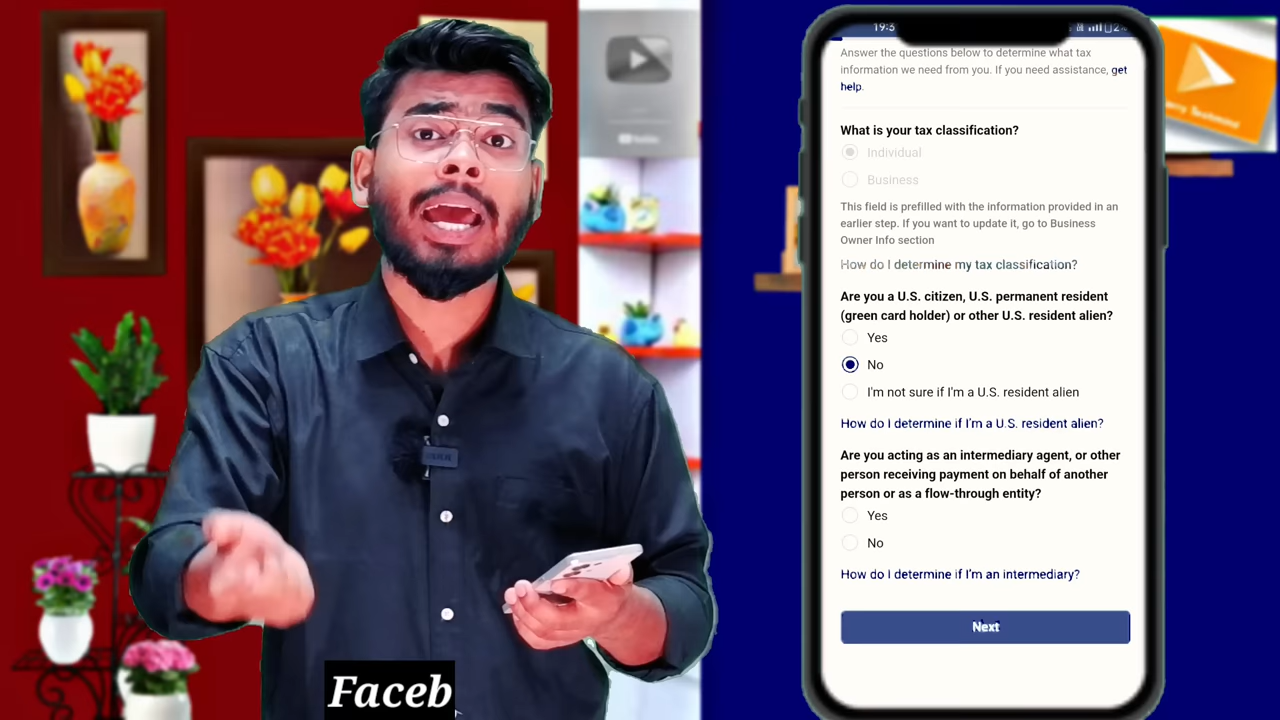 19:3
2%
Answer the questions below to determine what tax
information we need from you. If you need assistance, get
help.
What is your tax classification?
Individual
Business
This field is prefilled with the information provided in an
earlier step. If you want to update it, go to Business
Owner Info section
How do I determine my tax classification?
Are you a U.S. citizen, U.S. permanent resident
(green card holder) or other U.S. resident alien?
Yes
No
I'm not sure if I'm a U.S. resident alien
How do I determine if I'm a U.S. resident alien?
Are you acting as an intermediary agent, or other
person receiving payment on behalf of another
person or as a flow-through entity?
Yes
No
How do I determine if I'm an intermediary?
Next
Faceb